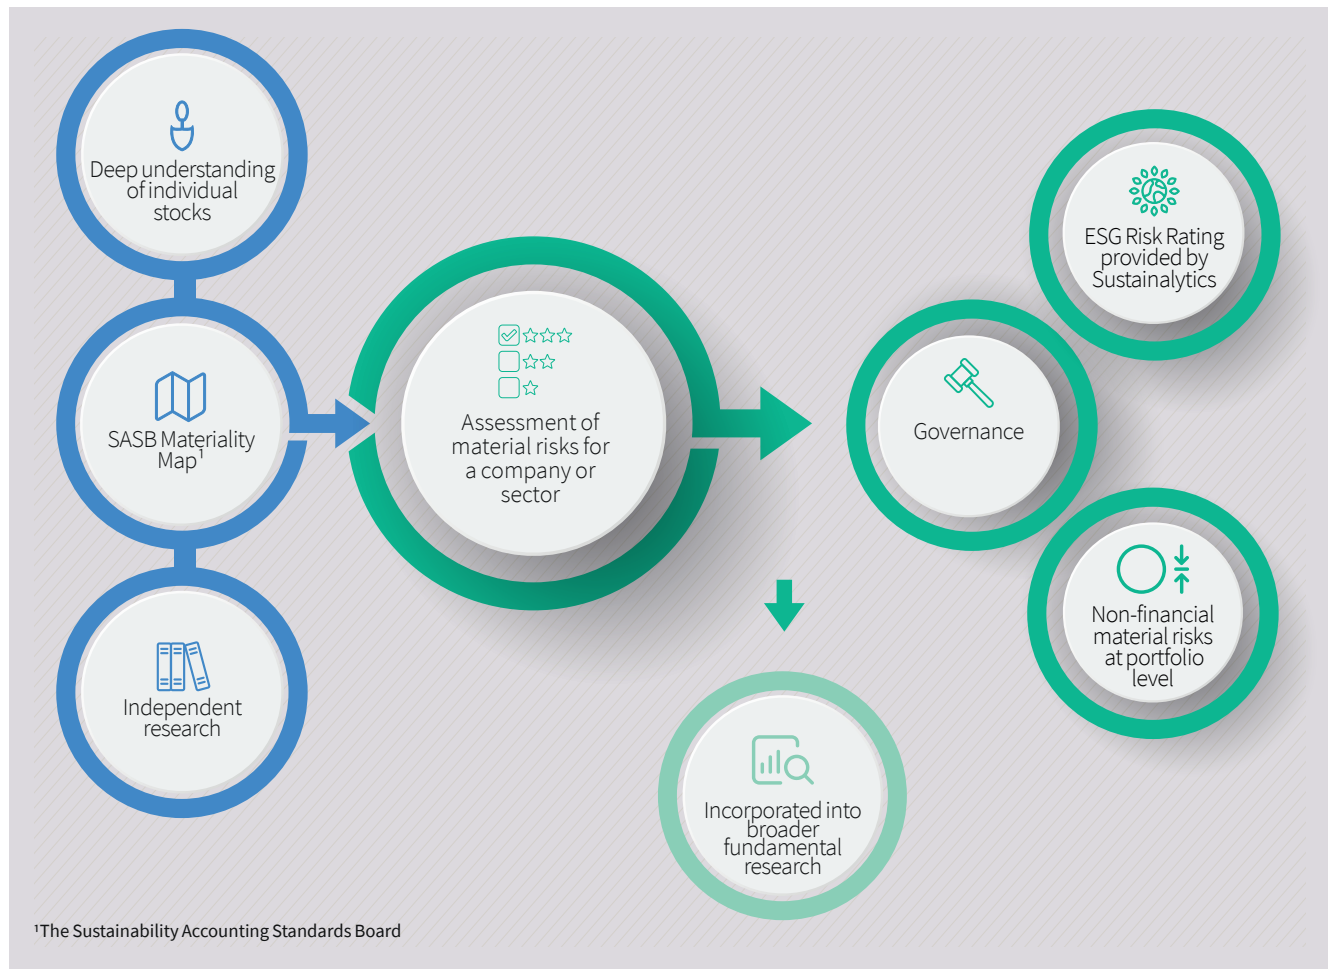 Deep understanding
of individual
stocks
SASB Materiality
Map¹
Independent
research
Assessment of
material risks for
a company or
sector
ESG Risk Rating
provided by
Sustainalytics
Governance
Non-financial
material risks
at portfolio
level
Incorporated into
broader
fundamental
research
¹The Sustainability Accounting Standards Board